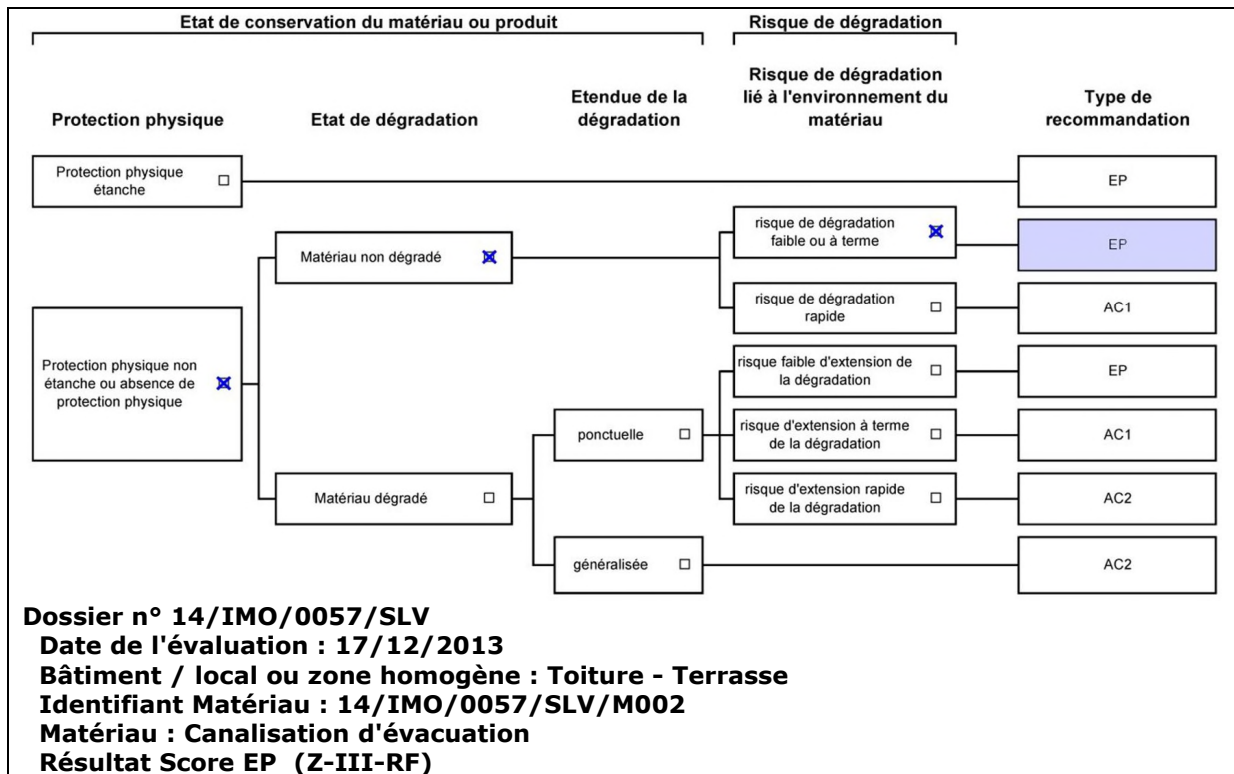 Etat de conservation du matériau ou produit
Risque de dégradation
Protection physique
Etat de dégradation
Etendue de la
dégradation
Risque de dégradation
lié à l'environnement du
matériau
Type de
recommandation
Protection physique
étanche
EP
risque de dégradation
faible ou à terme
EP
Matériau non dégradé
risque de dégradation
rapide
AC1
Protection physique non
étanche ou absence de
protection physique
risque faible d'extension de
la dégradation
EP
ponctuelle
risque d'extension à terme
de la dégradation
AC1
Matériau dégradé
risque d'extension rapide
de la dégradation
AC2
généralisée
AC2
Dossier n° 14/IMO/0057/SLV
Date de l'évaluation : 17/12/2013
Bâtiment / local ou zone homogène : Toiture - Terrasse
Identifiant Matériau : 14/IMO/0057/SLV/M002
Matériau : Canalisation d'évacuation
Résultat Score EP (Z-III-RF)